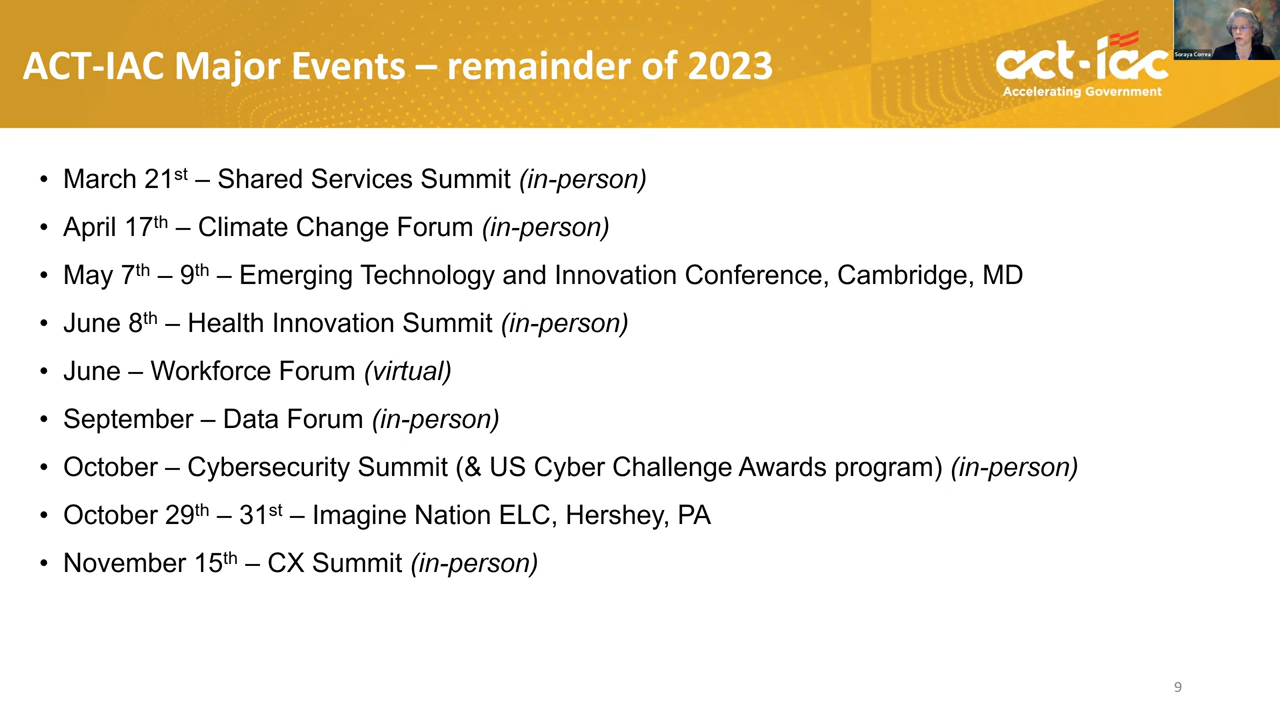 ACT-IAC Major Events – remainder of 2023
act-iac
Accelerating Government
Soraya Correa
• March 21st – Shared Services Summit (in-person)
• April 17th – Climate Change Forum (in-person)
• May 7th – 9th – Emerging Technology and Innovation Conference, Cambridge, MD
• June 8th – Health Innovation Summit (in-person)
• June – Workforce Forum (virtual)
• September – Data Forum (in-person)
• October – Cybersecurity Summit (& US Cyber Challenge Awards program) (in-person)
• October 29th – 31st – Imagine Nation ELC, Hershey, PA
• November 15th – CX Summit (in-person)
9